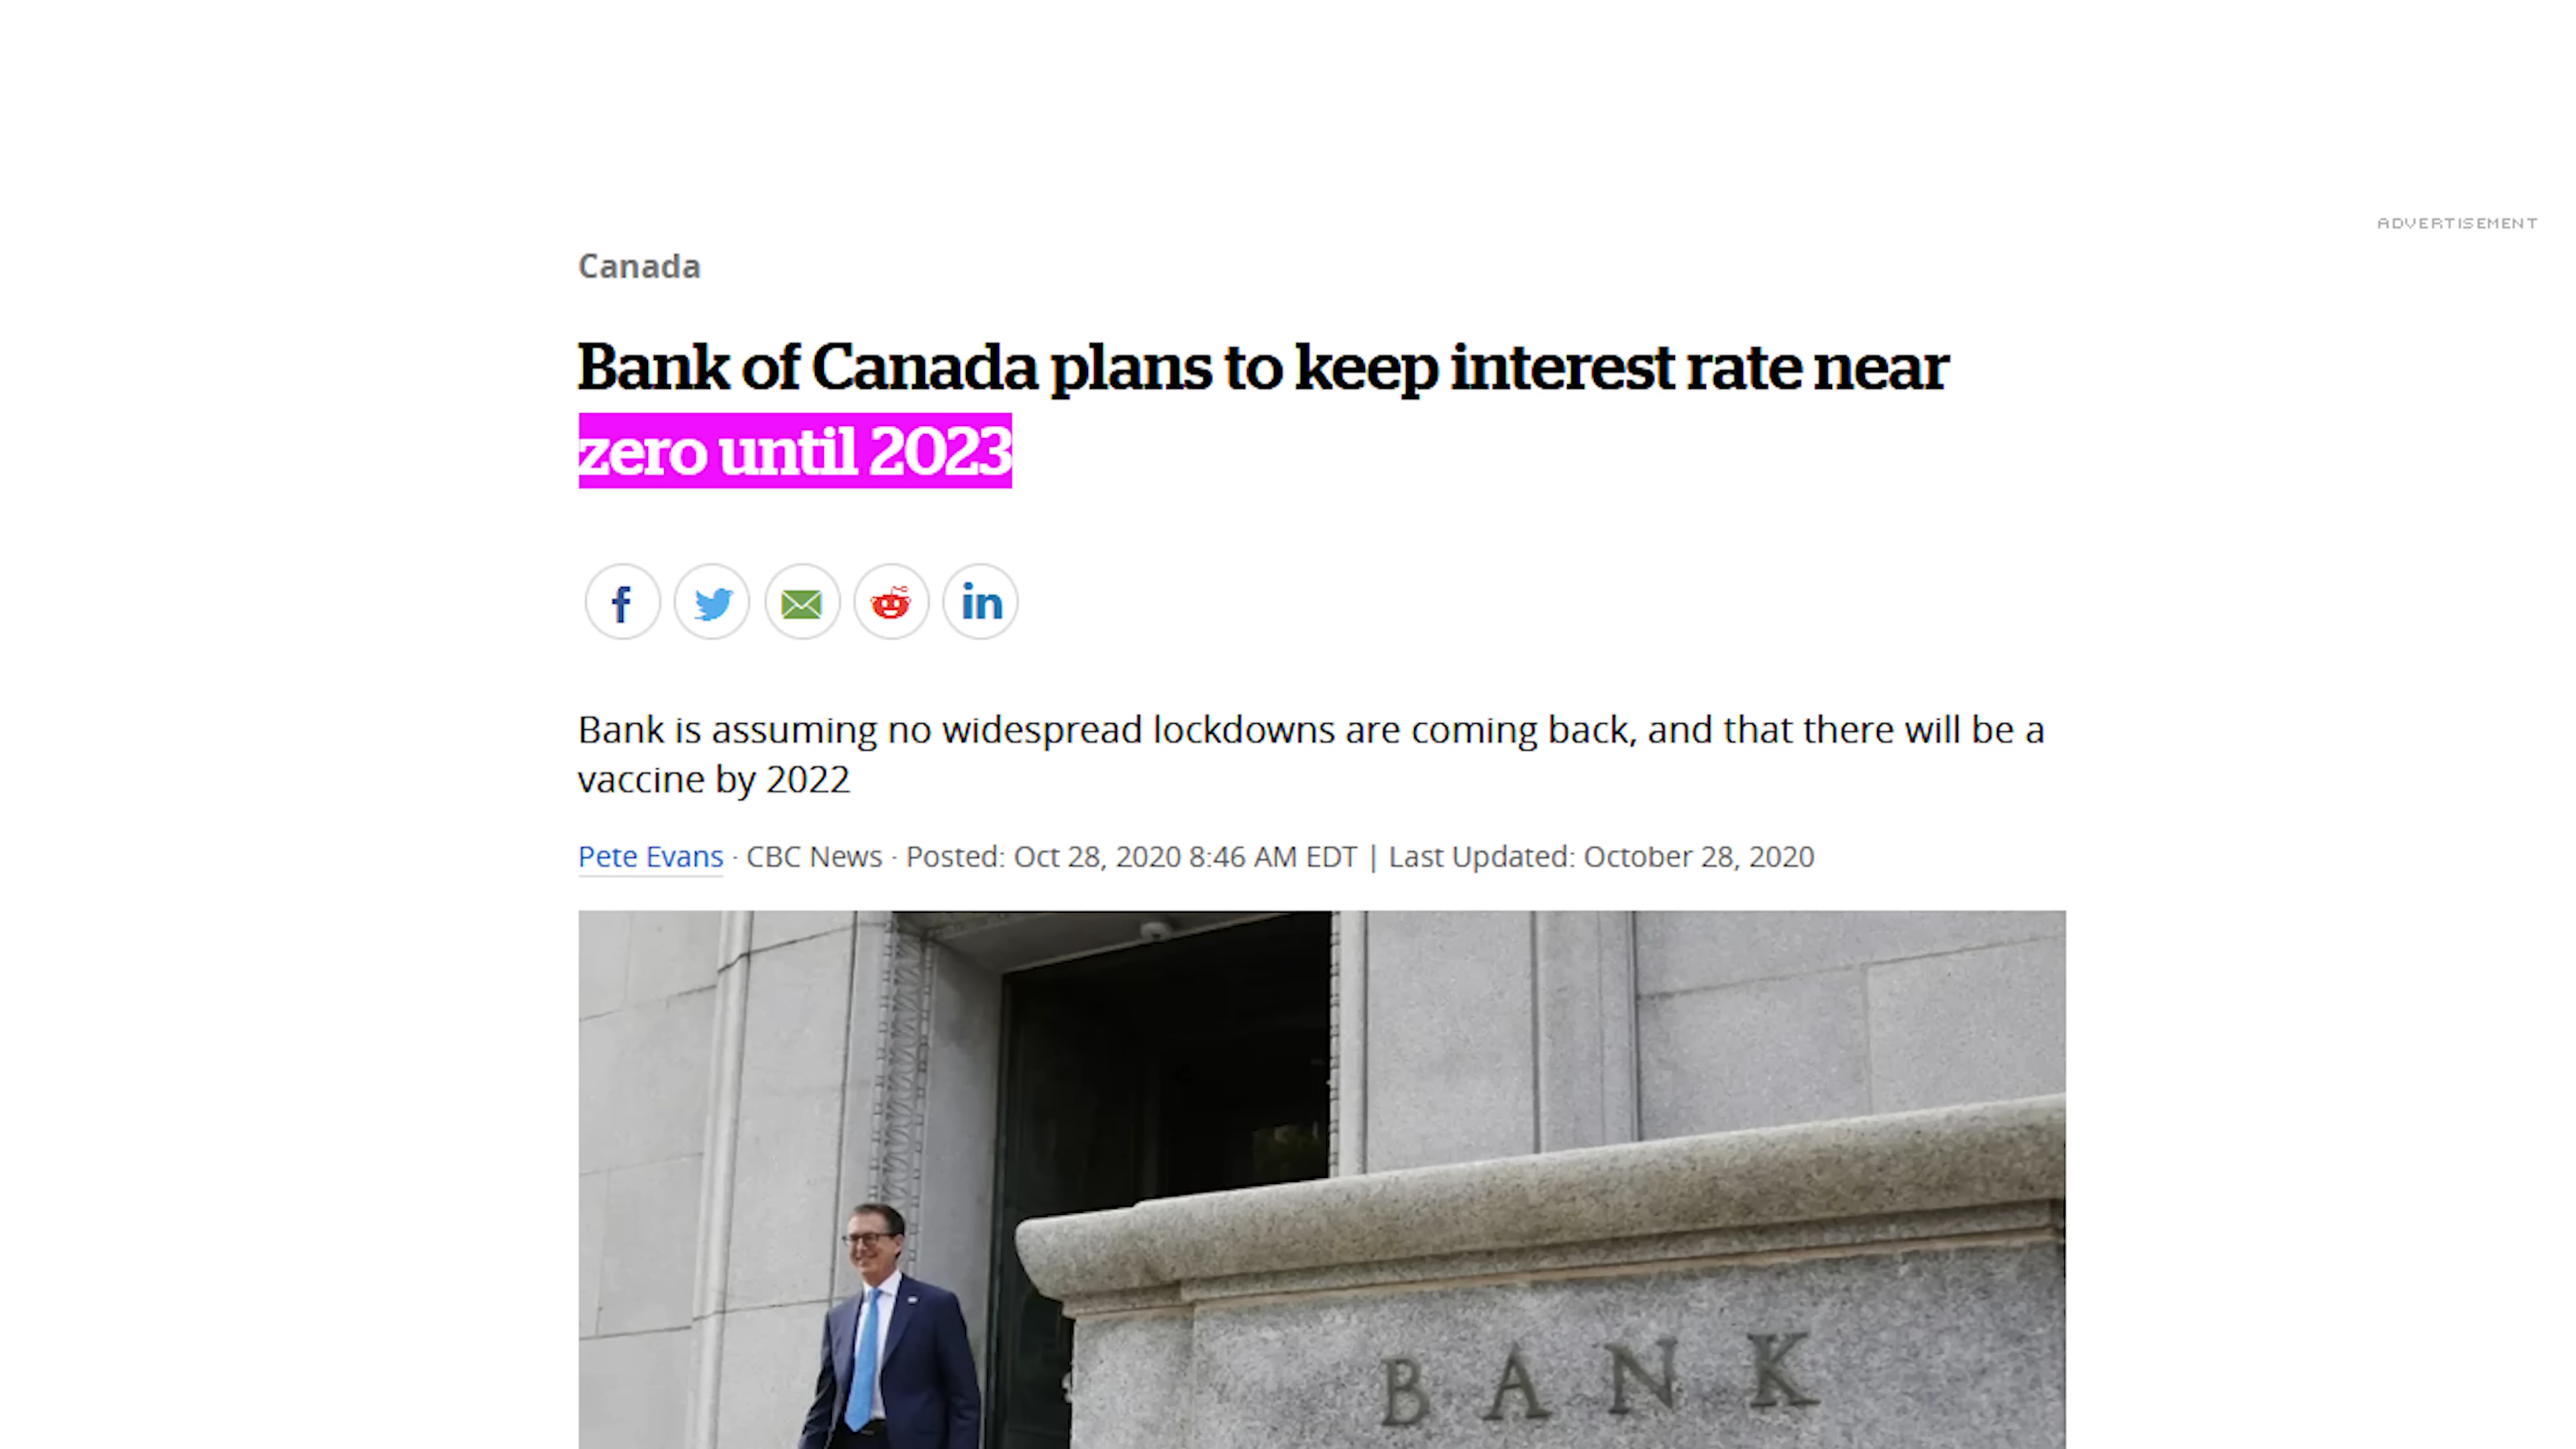 ADVERTISEMENT
Canada
Bank of Canada plans to keep interest rate near
zero until 2023
Bank is assuming no widespread lockdowns are coming back, and that there will be a
vaccine by 2022
Pete Evans · CBC News · Posted: Oct 28, 2020 8:46 AM EDT | Last Updated: October 28, 2020
BANK